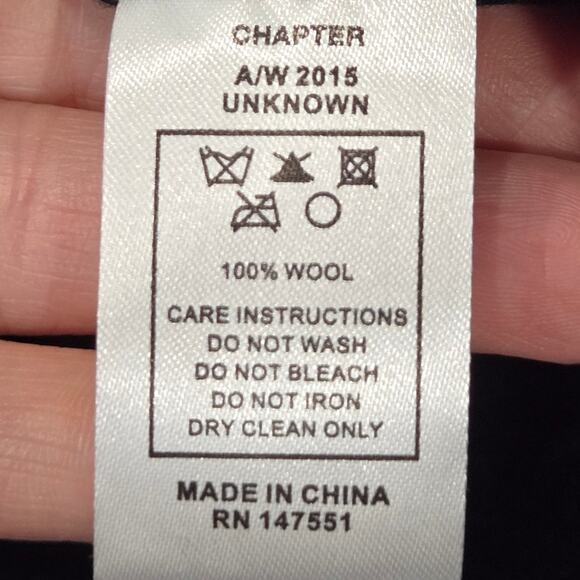 CHAPTER
A/W 2015
UNKNOWN
100% WOOL
CARE INSTRUCTIONS
DO NOT WASH
DO NOT BLEACH
DO NOT IRON
DRY CLEAN ONLY
MADE IN CHINA
RN 147551